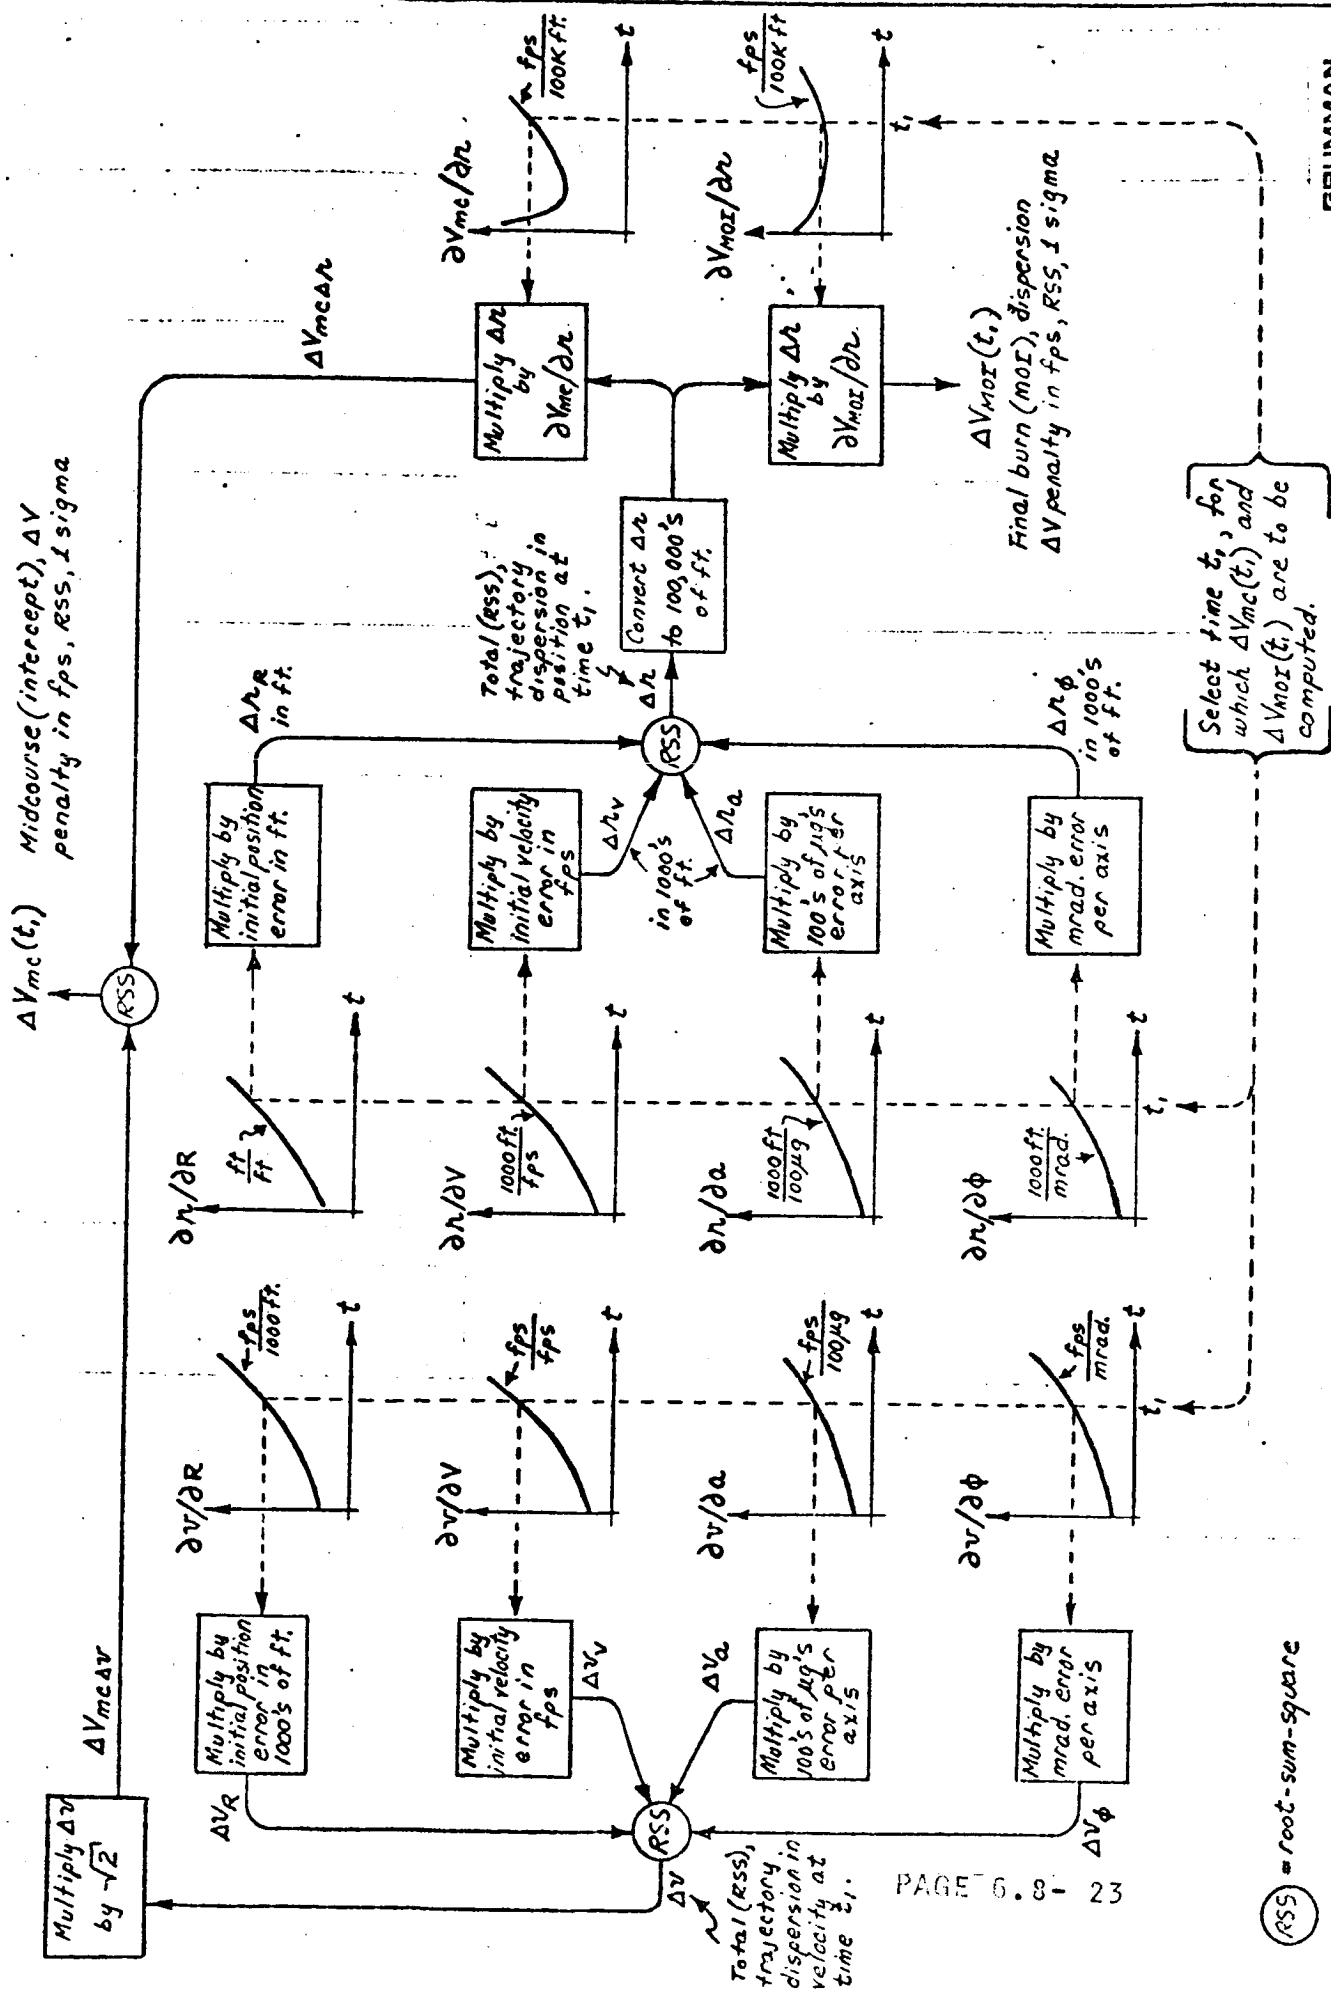 Midcourse (intercept), ΔV
penalty in fps, RSS, 1 sigma
ΔVmc(t₁)
RSS
Multiply Δv
by √2
ΔVmcΔv
ΔVmcΔr
Multiply by
initial position
error in
1000's of ft.
ΔvR
∂v/∂R
fps
1000 ft.
t
∂r/∂R
ft
ft
t
Multiply by
initial position
error in ft.
ΔrR
in ft.
Multiply by
initial velocity
error in
fps
Δvv
∂v/∂V
fps
fps
t
∂r/∂V
1000 ft.
fps
t
Multiply by
initial velocity
error in
fps
Δrv
in 1000's
of ft.
RSS
Δv
Total (RSS),
trajectory
dispersion in
velocity at
time t₁.
Δva
Multiply by
100's of μg's
error per
axis
∂v/∂a
fps
100μg
t
∂r/∂a
1000 ft
100μg
t
Multiply by
100's of μg's
error per
axis
Δra
RSS
Δr
Total (RSS),
trajectory
dispersion in
position at
time t₁.
Convert Δr
to 100,000's
of ft.
Multiply Δr
by
∂Vmc/∂r
∂Vmc/∂r
fps
100K ft.
t
Multiply Δr
by
∂VMOI/∂r
∂VMOI/∂r
fps
100K ft
t
t₁
ΔVMOI(t₁)
Final burn (MOI), dispersion
ΔV penalty in fps, RSS, 1 sigma
Multiply by
mrad. error
per axis
Δvϕ
∂v/∂ϕ
fps
mrad.
t
t₁
∂r/∂ϕ
1000 ft
mrad.
t
t₁
Multiply by
mrad. error
per axis
Δrϕ
in 1000's
of ft.
Select time t₁, for
which ΔVmc(t₁) and
ΔVMOI(t₁) are to be
computed.
RSS = root-sum-square
PAGE 6.8- 23
GRUMMAN